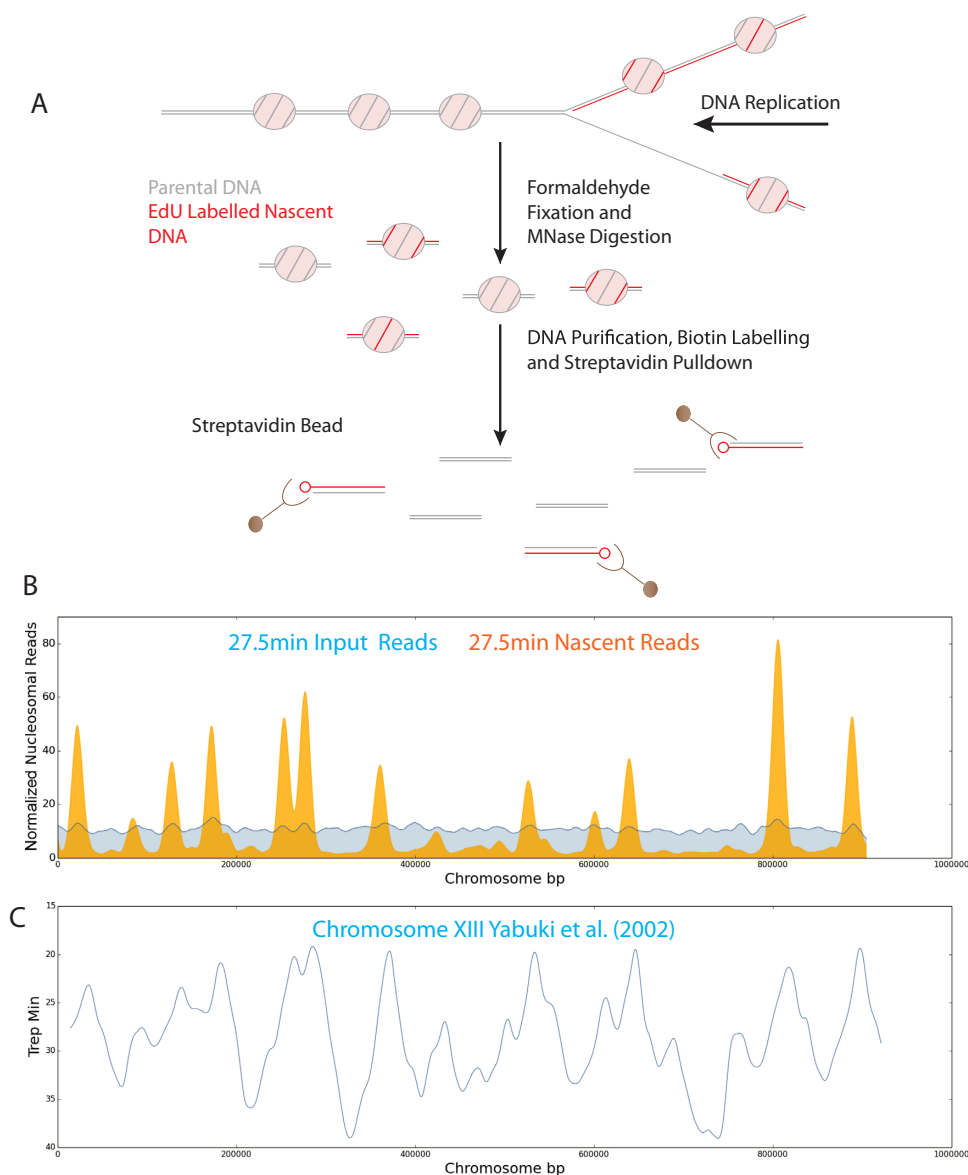 A
DNA Replication
Parental DNA
EdU Labelled Nascent
DNA
Formaldehyde
Fixation and
MNase Digestion
DNA Purification, Biotin Labelling
and Streptavidin Pulldown
Streptavidin Bead
B
27.5min Input Reads 27.5min Nascent Reads
Normalized Nucleosomal Reads
80
60
40
20
0
0 200000 400000 600000 800000 1000000
Chromosome bp
C
Chromosome XIII Yabuki et al. (2002)
Trep Min
15
20
25
30
35
40
0 200000 400000 600000 800000 1000000
Chromosome bp